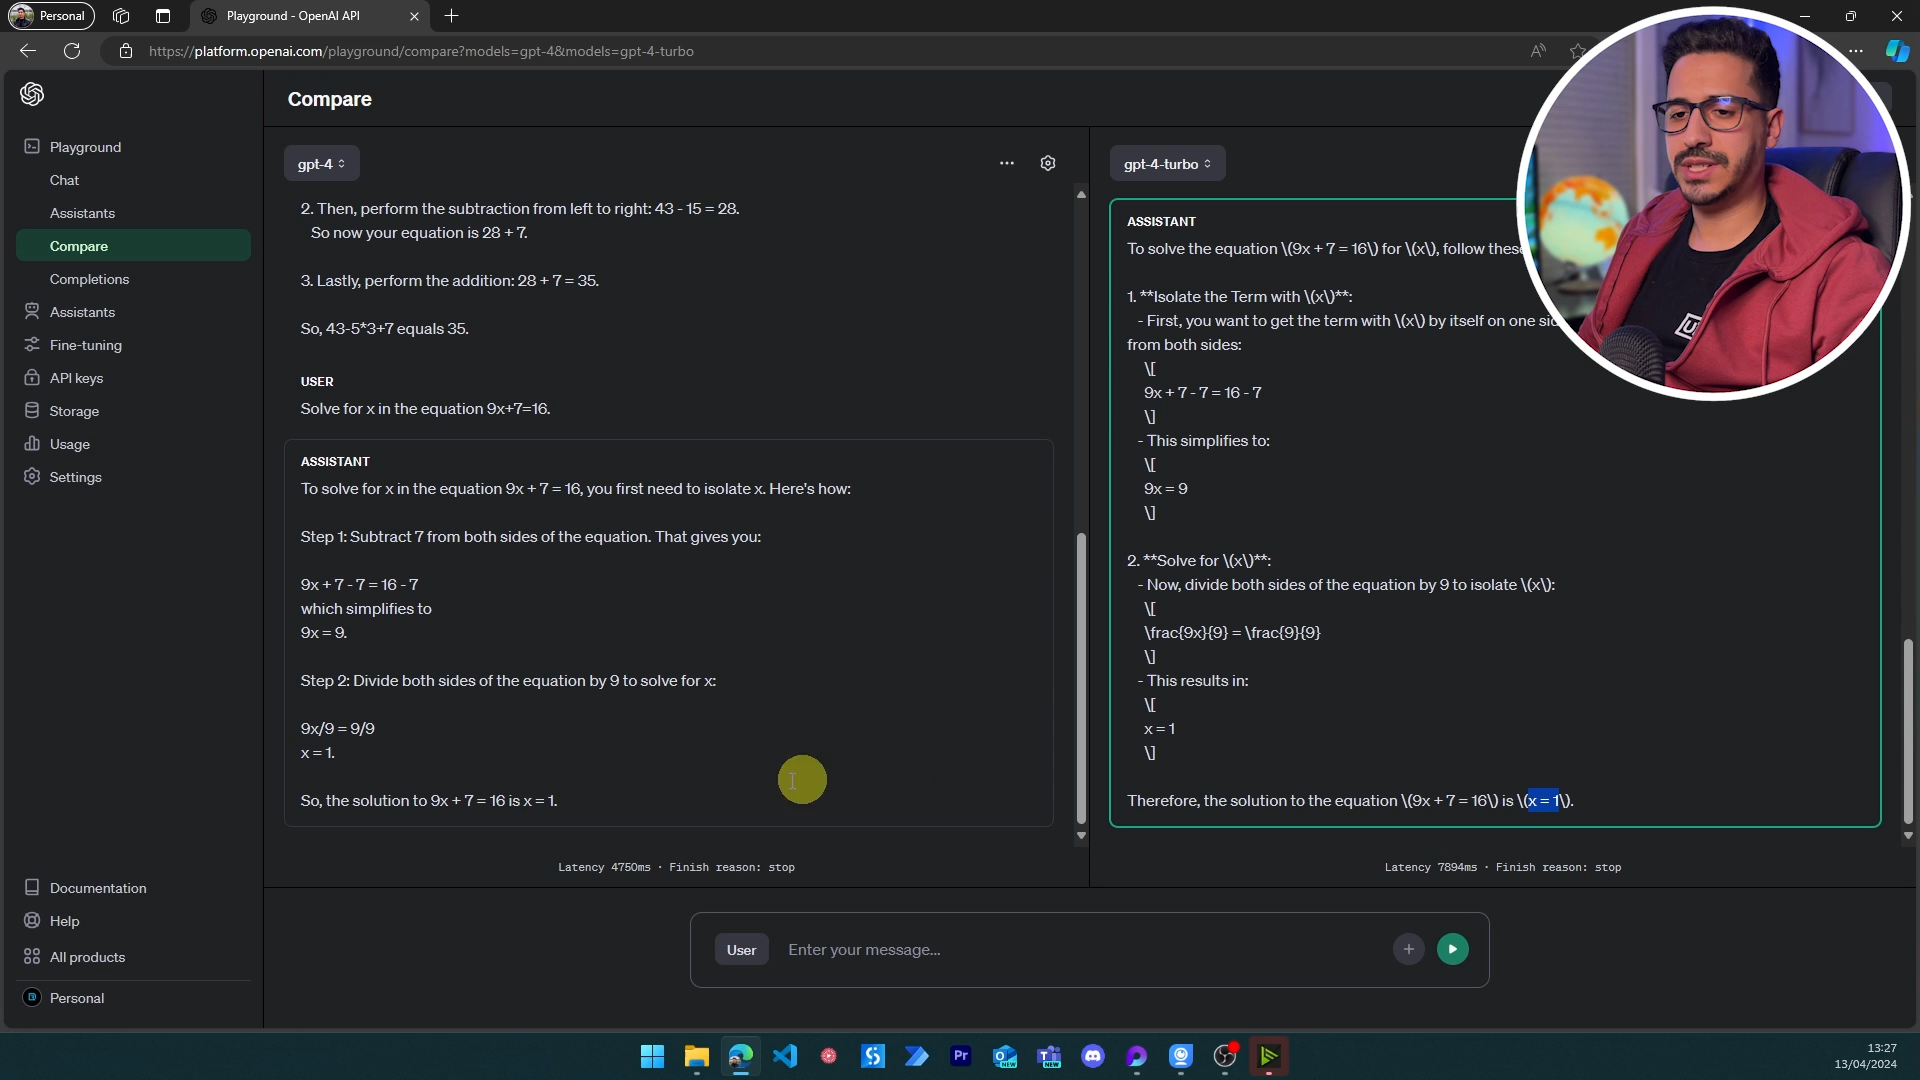 Personal
Playground - OpenAI API
https://platform.openai.com/playground/compare?models=gpt-4&models=gpt-4-turbo
Compare
Playground
Chat
Assistants
Compare
Completions
Assistants
Fine-tuning
API keys
Storage
Usage
Settings
Documentation
Help
All products
Personal
gpt-4
2. Then, perform the subtraction from left to right: 43 - 15 = 28.
So now your equation is 28 + 7.
3. Lastly, perform the addition: 28 + 7 = 35.
So, 43-5*3+7 equals 35.
USER
Solve for x in the equation 9x+7=16.
ASSISTANT
To solve for x in the equation 9x + 7 = 16, you first need to isolate x. Here's how:
Step 1: Subtract 7 from both sides of the equation. That gives you:
9x + 7 - 7 = 16 - 7
which simplifies to
9x = 9.
Step 2: Divide both sides of the equation by 9 to solve for x:
9x/9 = 9/9
x = 1.
So, the solution to 9x + 7 = 16 is x = 1.
Latency 4750ms · Finish reason: stop
gpt-4-turbo
ASSISTANT
To solve the equation \(9x + 7 = 16\) for \(x\), follow these
1. **Isolate the Term with \(x\)**:
- First, you want to get the term with \(x\) by itself on one
from both sides:
\[
9x + 7 - 7 = 16 - 7
\]
- This simplifies to:
\[
9x = 9
\]
2. **Solve for \(x\)**:
- Now, divide both sides of the equation by 9 to isolate \(x\):
\[
\frac{9x}{9} = \frac{9}{9}
\]
- This results in:
\[
x = 1
\]
Therefore, the solution to the equation \(9x + 7 = 16\) is \(x = 1\).
Latency 7894ms · Finish reason: stop
User
Enter your message...
Pr
NEW
NEW
13:27
13/04/2024